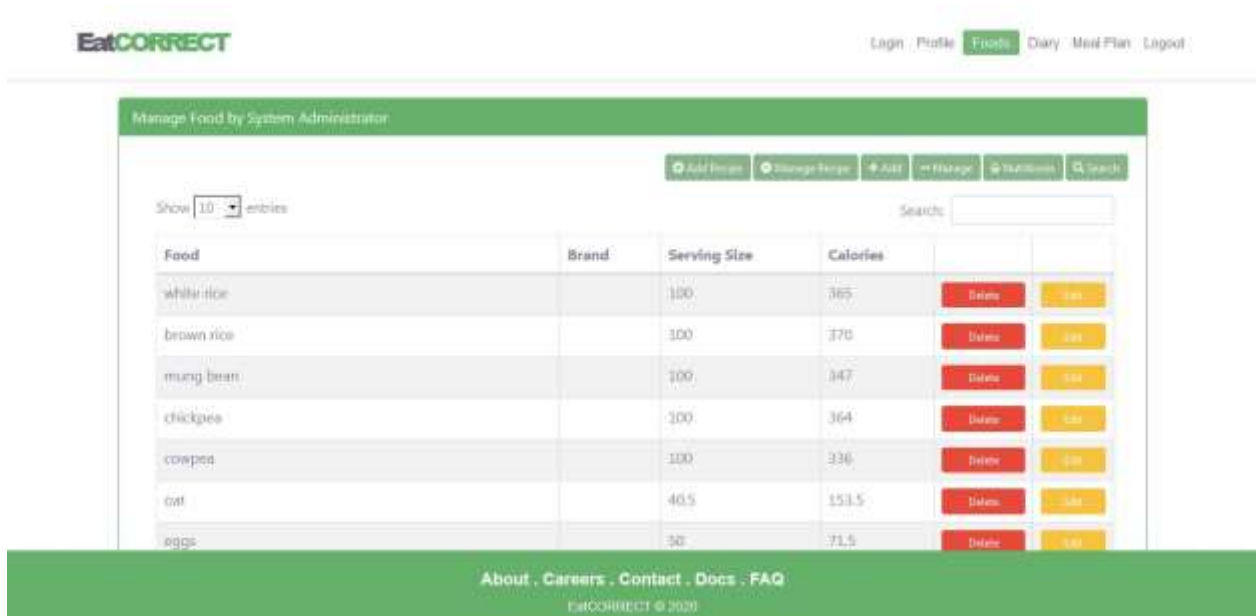 EatCORRECT
Login Profile Foods Diary Meal Plan Logout
Manage Food by System Administrator
Add Recipe Manage Recipe Add Manage Nutritionix Search
Show 10 entries Search:
Food Brand Serving Size Calories
white rice 100 365 Delete Edit
brown rice 100 370 Delete Edit
mung bean 100 347 Delete Edit
chickpea 100 364 Delete Edit
cowpea 100 336 Delete Edit
oat 40.5 153.5 Delete Edit
eggs 50 71.5 Delete Edit
About . Careers . Contact . Docs . FAQ
EatCORRECT © 2020